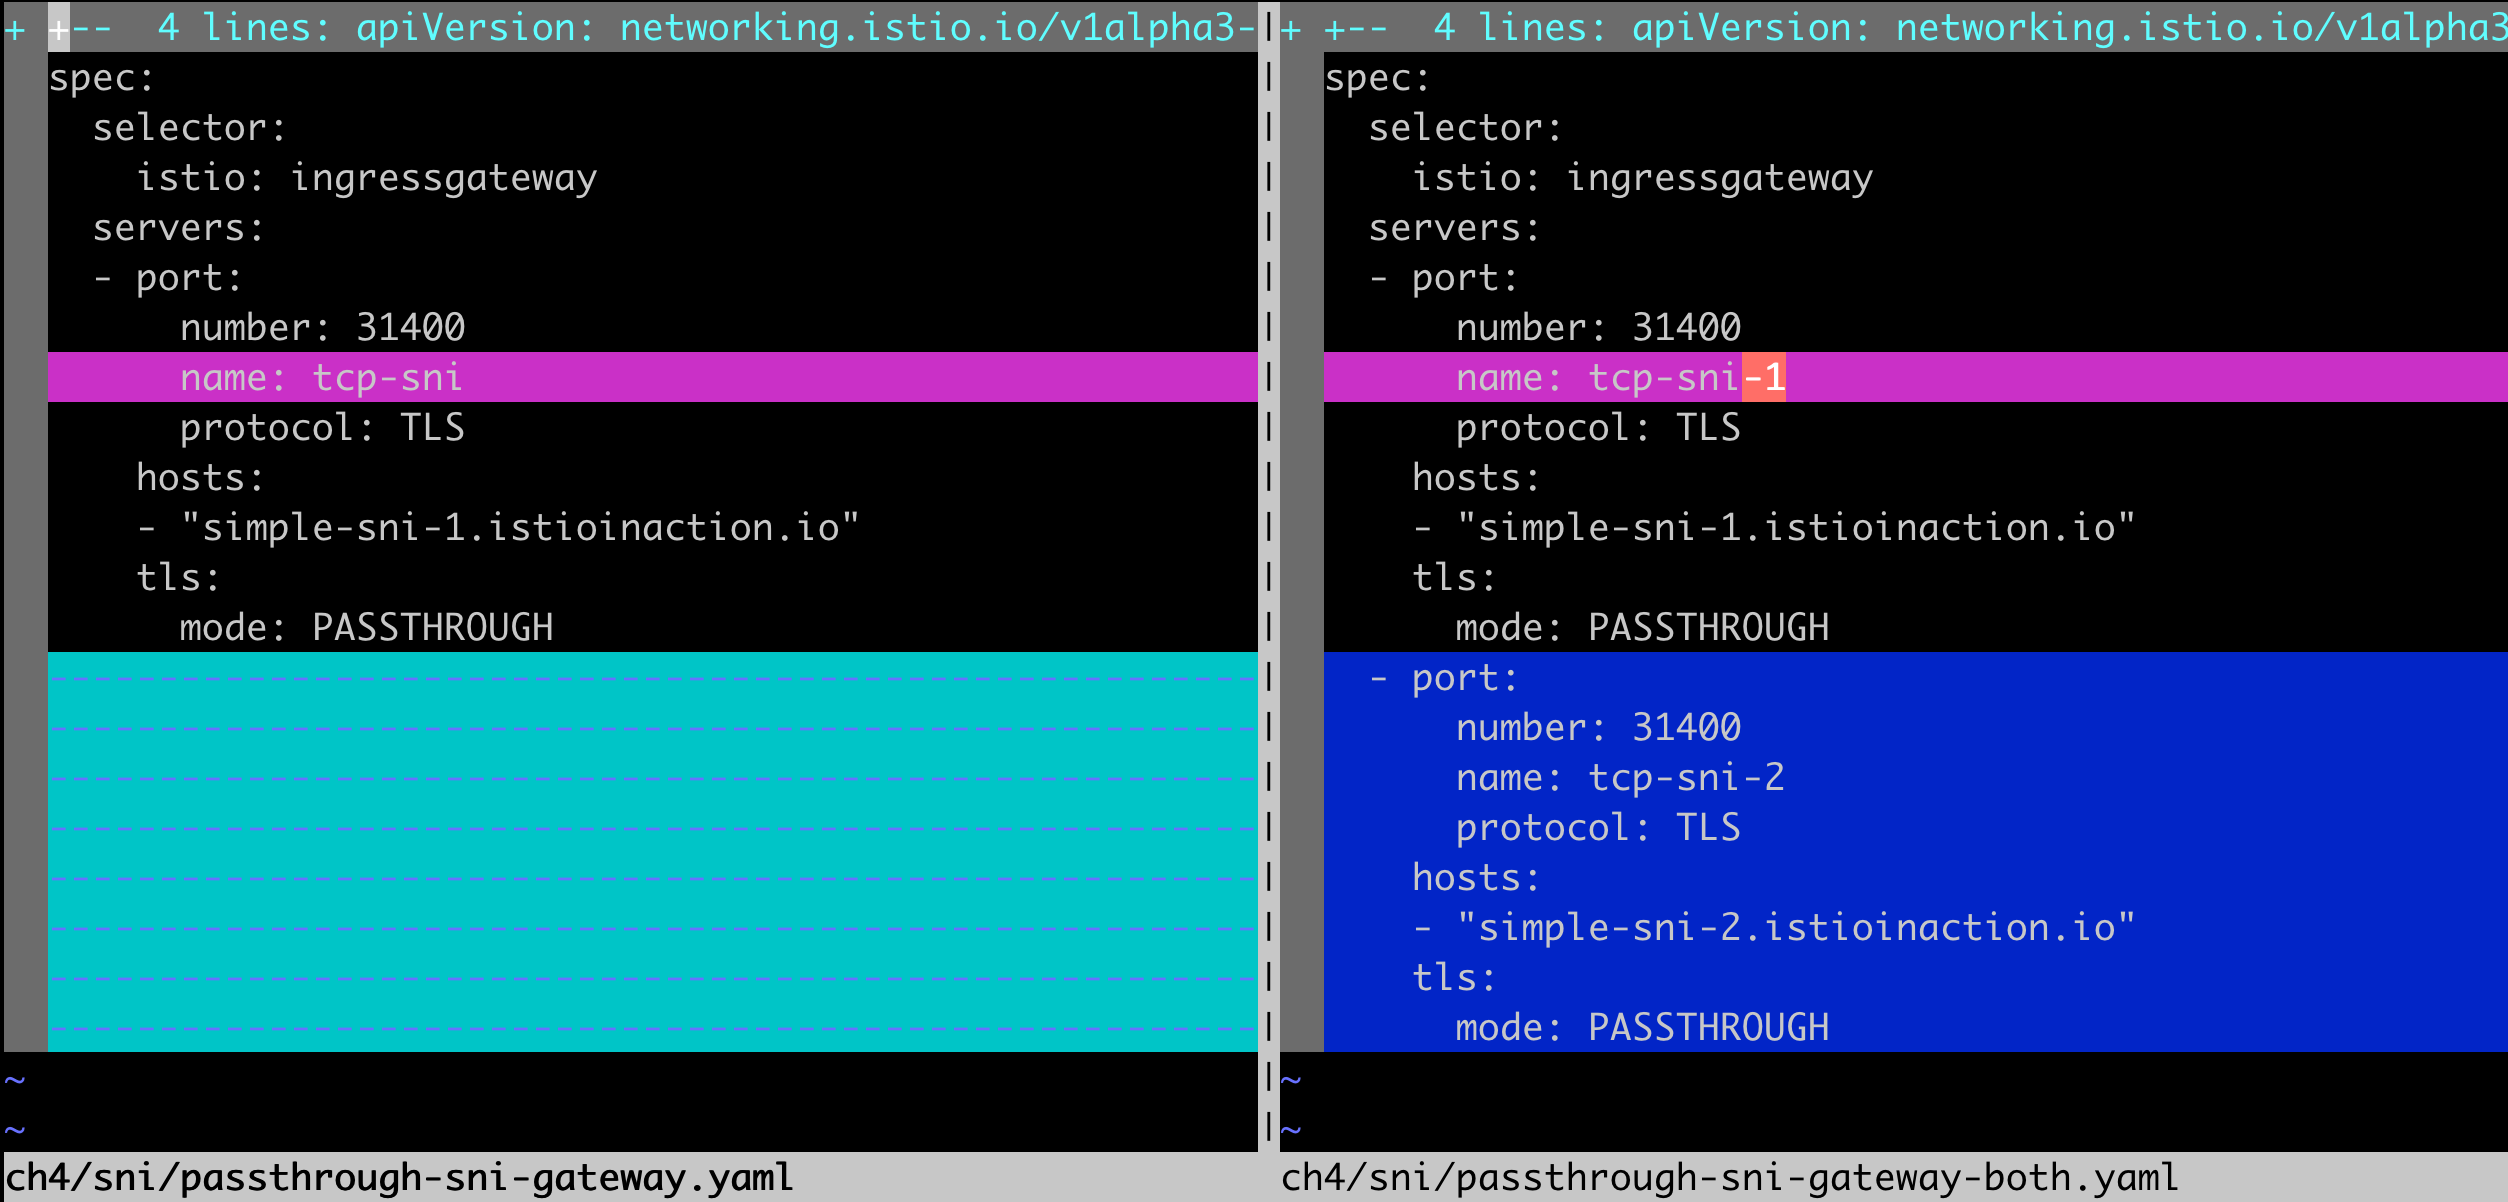 + +--  4 lines: apiVersion: networking.istio.io/v1alpha3-
spec:
  selector:
    istio: ingressgateway
  servers:
  - port:
      number: 31400
      name: tcp-sni
      protocol: TLS
    hosts:
    - "simple-sni-1.istioinaction.io"
    tls:
      mode: PASSTHROUGH
~
~
ch4/sni/passthrough-sni-gateway.yaml
+ +--  4 lines: apiVersion: networking.istio.io/v1alpha3
spec:
  selector:
    istio: ingressgateway
  servers:
  - port:
      number: 31400
      name: tcp-sni-1
      protocol: TLS
    hosts:
    - "simple-sni-1.istioinaction.io"
    tls:
      mode: PASSTHROUGH
  - port:
      number: 31400
      name: tcp-sni-2
      protocol: TLS
    hosts:
    - "simple-sni-2.istioinaction.io"
    tls:
      mode: PASSTHROUGH
~
~
ch4/sni/passthrough-sni-gateway-both.yaml